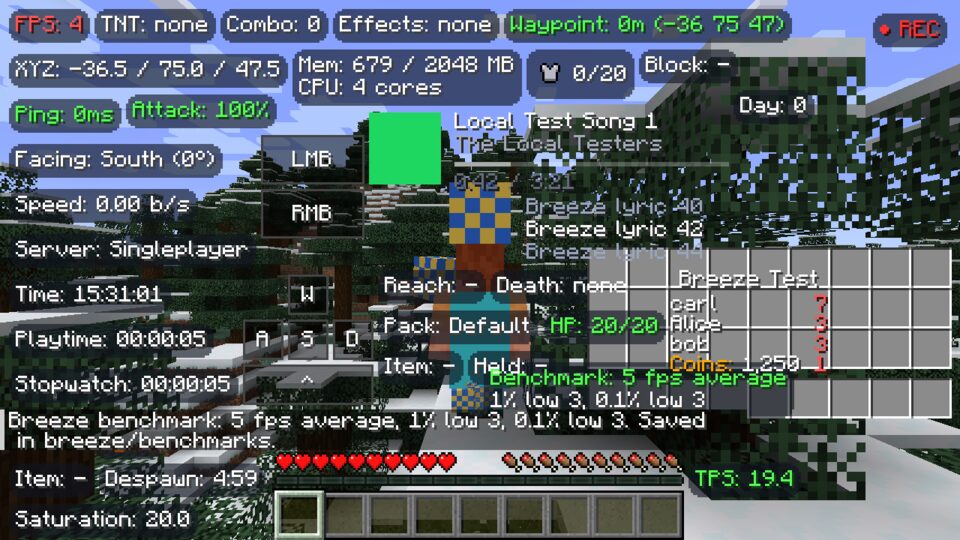 FPS: 4 TNT: none Combo: 0 Effects: none Waypoint: 0m (-36 75 47) ● REC
XYZ: -36.5 / 75.0 / 47.5 Mem: 679 / 2048 MB 0/20 Block: -
CPU: 4 cores
Day: 0
Ping: 0ms Attack: 100%
Local Test Song 1
The Local Testers
Facing: South (0°) LMB
0:42 3:21
Speed: 0.00 b/s RMB
Breeze lyric 40
Breeze lyric 42
Breeze lyric 44
Server: Singleplayer
Breeze Test
Reach: - Death: none
Time: 15:31:01 W
carl 7
Alice 3
Pack: Default HP: 20/20
Playtime: 00:00:05 A S D
bob 3
Item: - Held: - Coins: 1,250 1
Stopwatch: 00:00:05 ^
Benchmark: 5 fps average
1% low 3, 0.1% low 3
Breeze benchmark: 5 fps average, 1% low 3, 0.1% low 3. Saved
in breeze/benchmarks.
Item: - Despawn: 4:59 TPS: 19.4
Saturation: 20.0